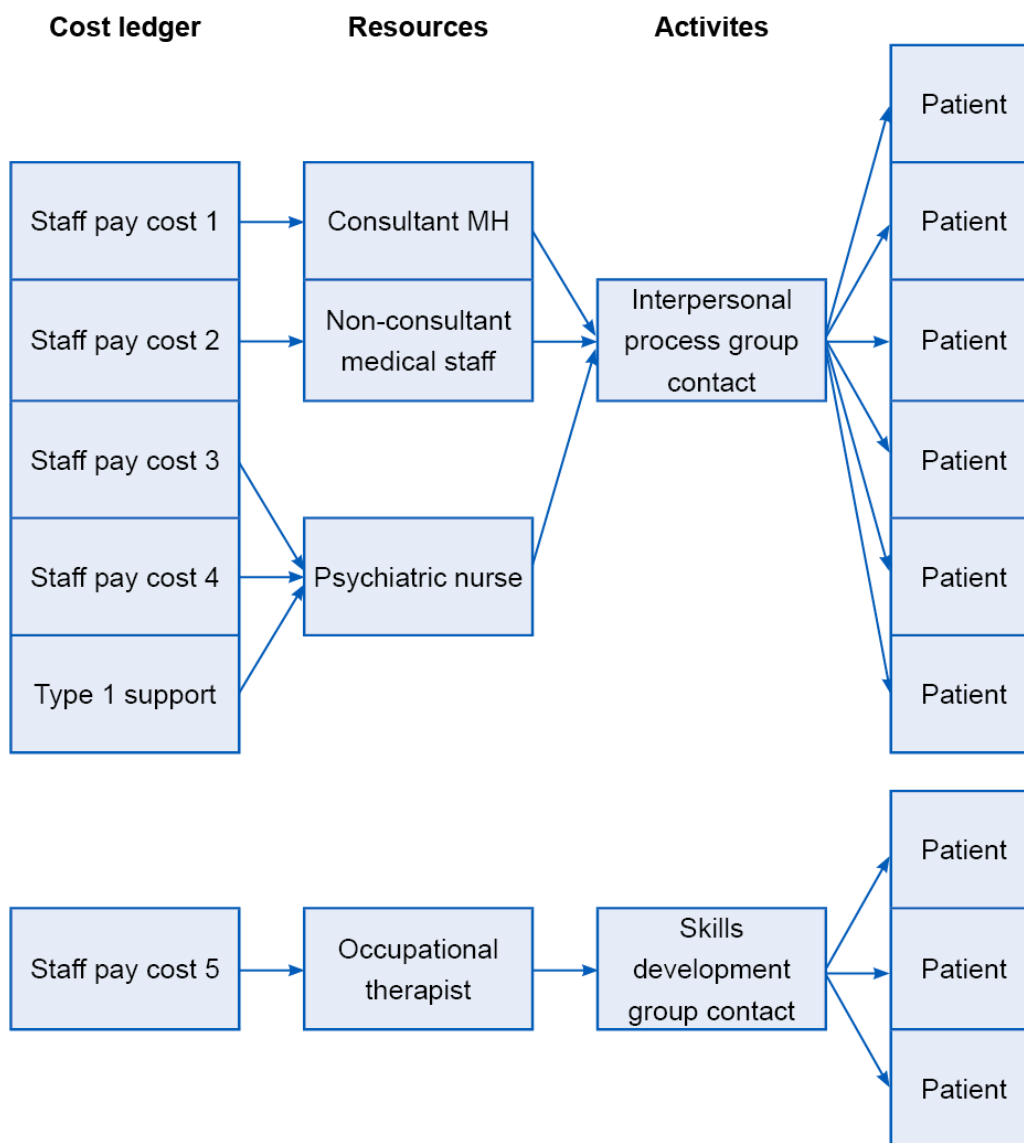 Cost ledger
Resources
Activites
Patient
Staff pay cost 1
Consultant MH
Patient
Staff pay cost 2
Non-consultant
medical staff
Interpersonal
process group
contact
Patient
Staff pay cost 3
Patient
Staff pay cost 4
Psychiatric nurse
Patient
Type 1 support
Patient
Patient
Staff pay cost 5
Occupational
therapist
Skills
development
group contact
Patient
Patient